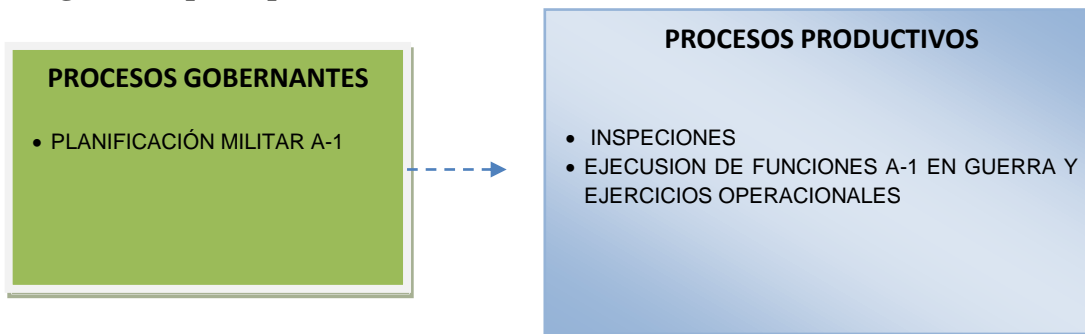 PROCESOS GOBERNANTES
• PLANIFICACIÓN MILITAR A-1
PROCESOS PRODUCTIVOS
• INSPECIONES
• EJECUSION DE FUNCIONES A-1 EN GUERRA Y
EJERCICIOS OPERACIONALES